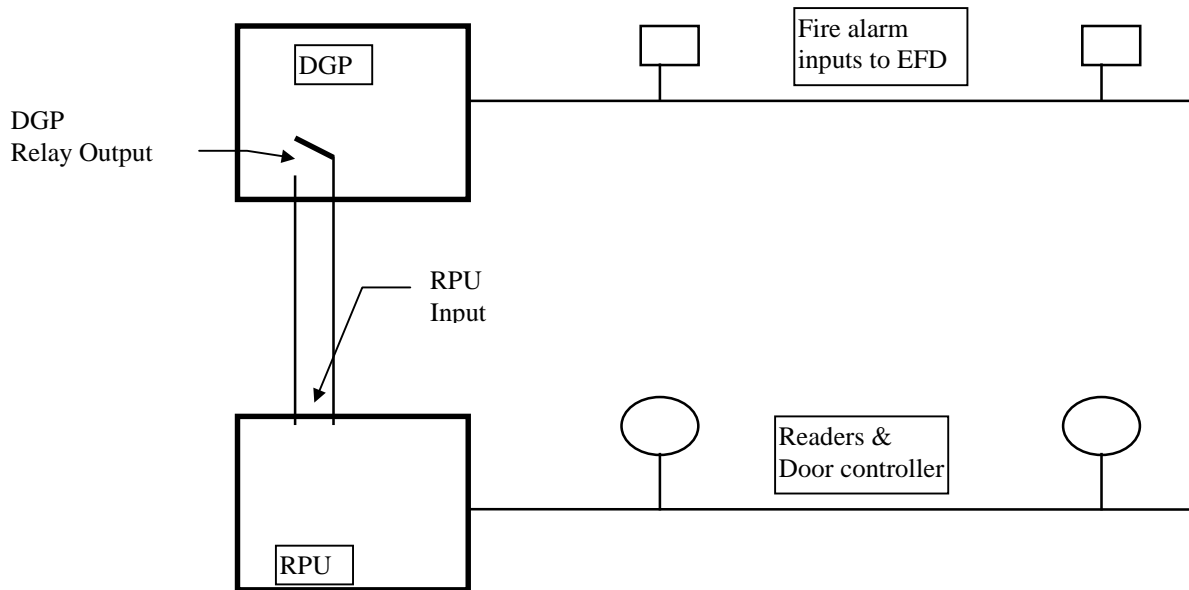 DGP
Fire alarm
inputs to EFD
DGP
Relay Output
RPU
Input
Readers &
Door controller
RPU